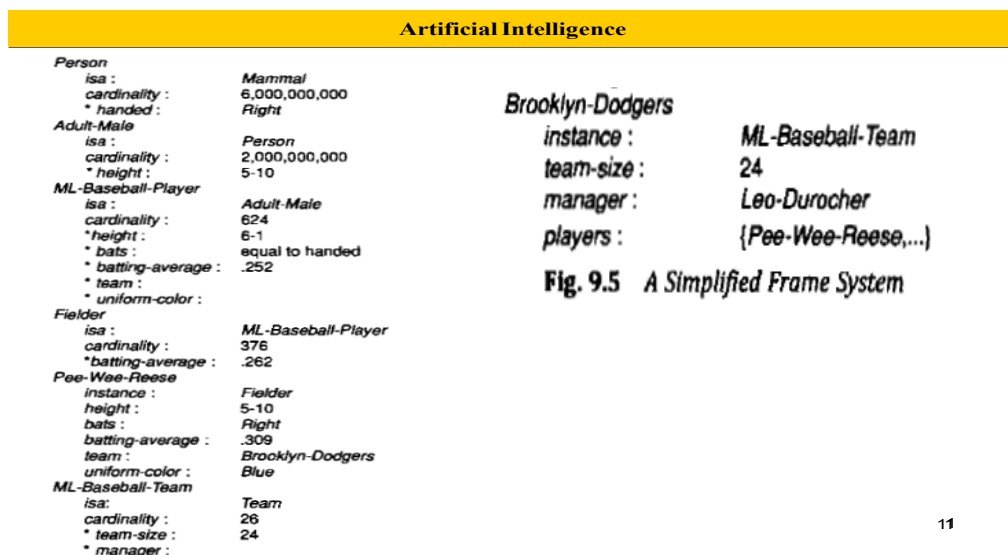 Artificial Intelligence
Person
isa : Mammal
cardinality : 6,000,000,000
* handed : Right
Adult-Male
isa : Person
cardinality : 2,000,000,000
* height : 5-10
ML-Baseball-Player
isa : Adult-Male
cardinality : 624
*height : 6-1
* bats : equal to handed
* batting-average : .252
* team :
* uniform-color :
Fielder
isa : ML-Baseball-Player
cardinality : 376
*batting-average : .262
Pee-Wee-Reese
instance : Fielder
height : 5-10
bats : Right
batting-average : .309
team : Brooklyn-Dodgers
uniform-color : Blue
ML-Baseball-Team
isa: Team
cardinality : 26
* team-size : 24
* manager :
Brooklyn-Dodgers
instance : ML-Baseball-Team
team-size : 24
manager : Leo-Durocher
players : {Pee-Wee-Reese,...}
Fig. 9.5 A Simplified Frame System
11